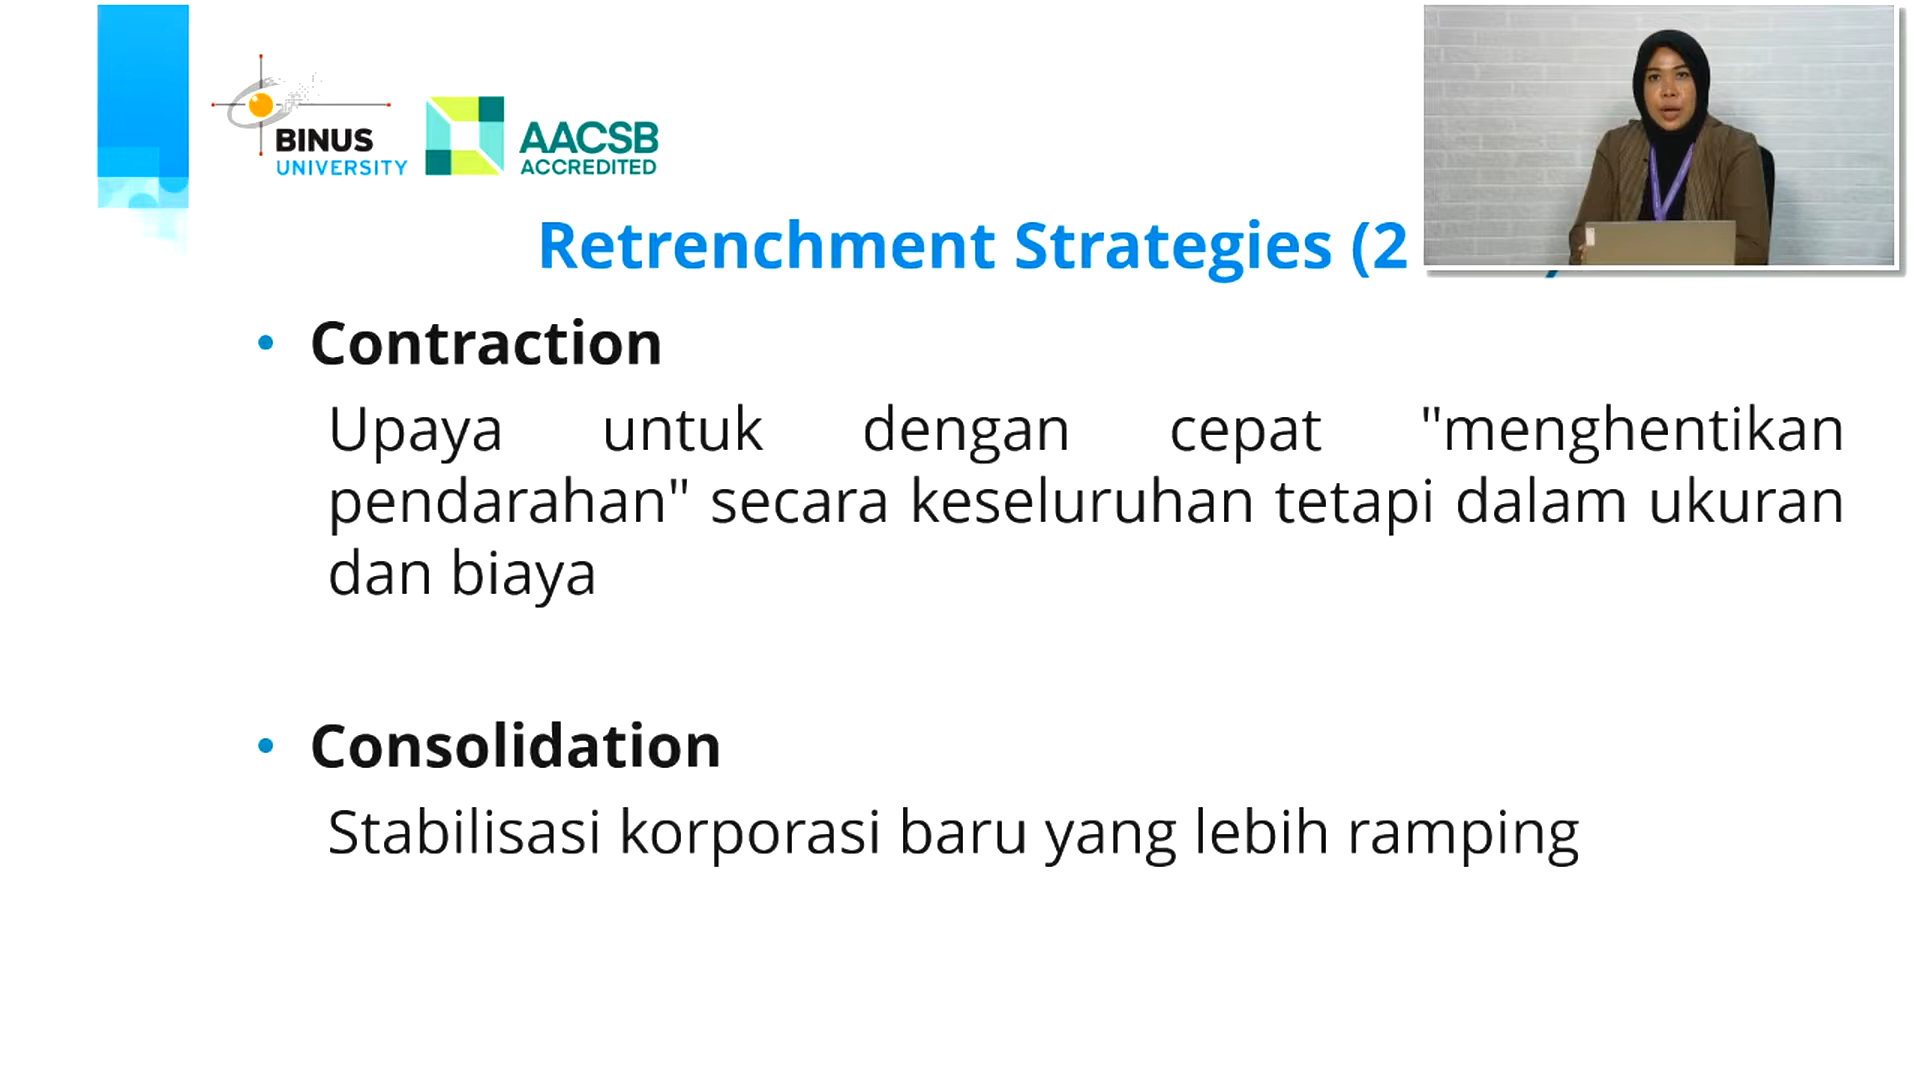 BINUS
UNIVERSITY
AACSB
ACCREDITED
Retrenchment Strategies (2
• Contraction
Upaya untuk dengan cepat "menghentikan
pendarahan" secara keseluruhan tetapi dalam ukuran
dan biaya
• Consolidation
Stabilisasi korporasi baru yang lebih ramping